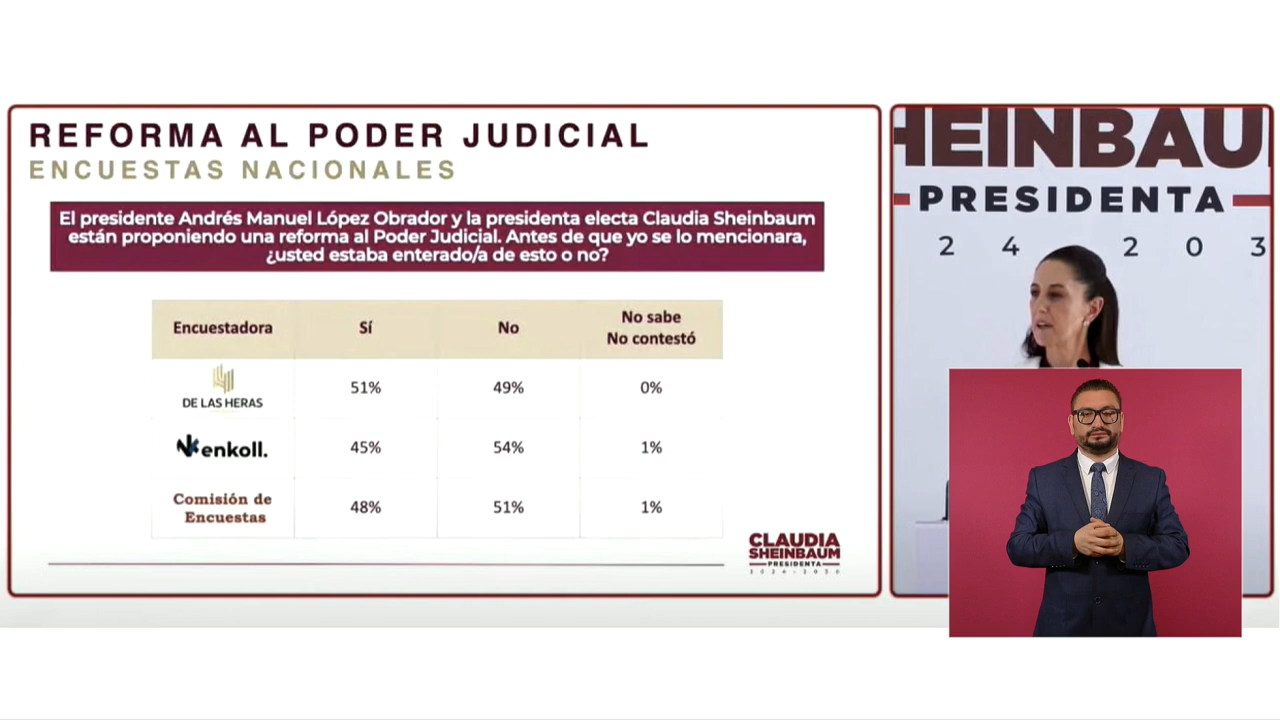 REFORMA AL PODER JUDICIAL
ENCUESTAS NACIONALES
El presidente Andrés Manuel López Obrador y la presidenta electa Claudia Sheinbaum
están proponiendo una reforma al Poder Judicial. Antes de que yo se lo mencionara,
¿usted estaba enterado/a de esto o no?
Encuestadora Sí No No sabe
No contestó
DE LAS HERAS 51% 49% 0%
enkoll. 45% 54% 1%
Comisión de
Encuestas 48% 51% 1%
CLAUDIA
SHEINBAUM
PRESIDENTA
2024-2030
HEINBAU
PRESIDENTA
2 4 2 0 3